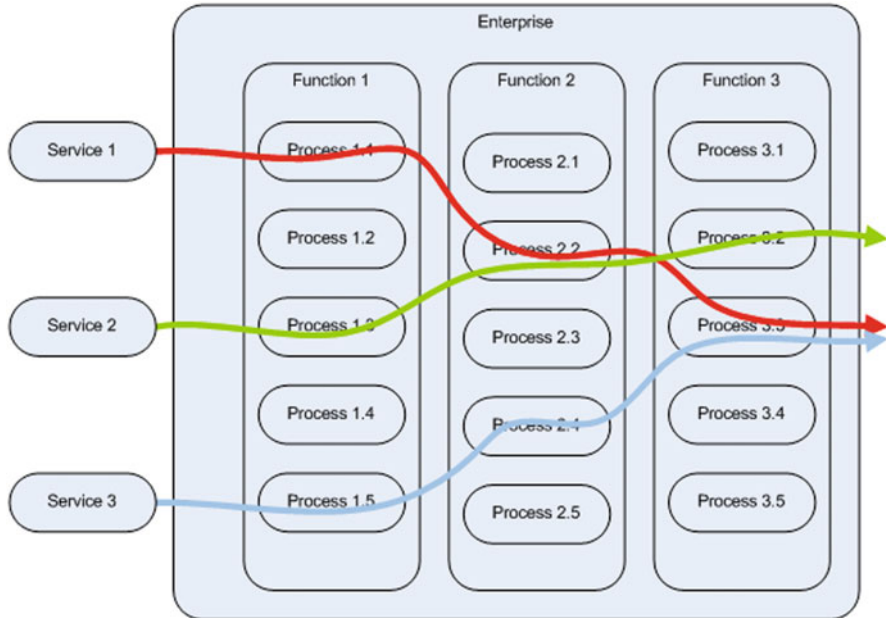 Enterprise
Function 1
Function 2
Function 3
Service 1
Process 1.1
Process 2.1
Process 3.1
Process 1.2
Process 2.2
Process 3.2
Service 2
Process 1.3
Process 2.3
Process 3.3
Process 1.4
Process 2.4
Process 3.4
Service 3
Process 1.5
Process 2.5
Process 3.5